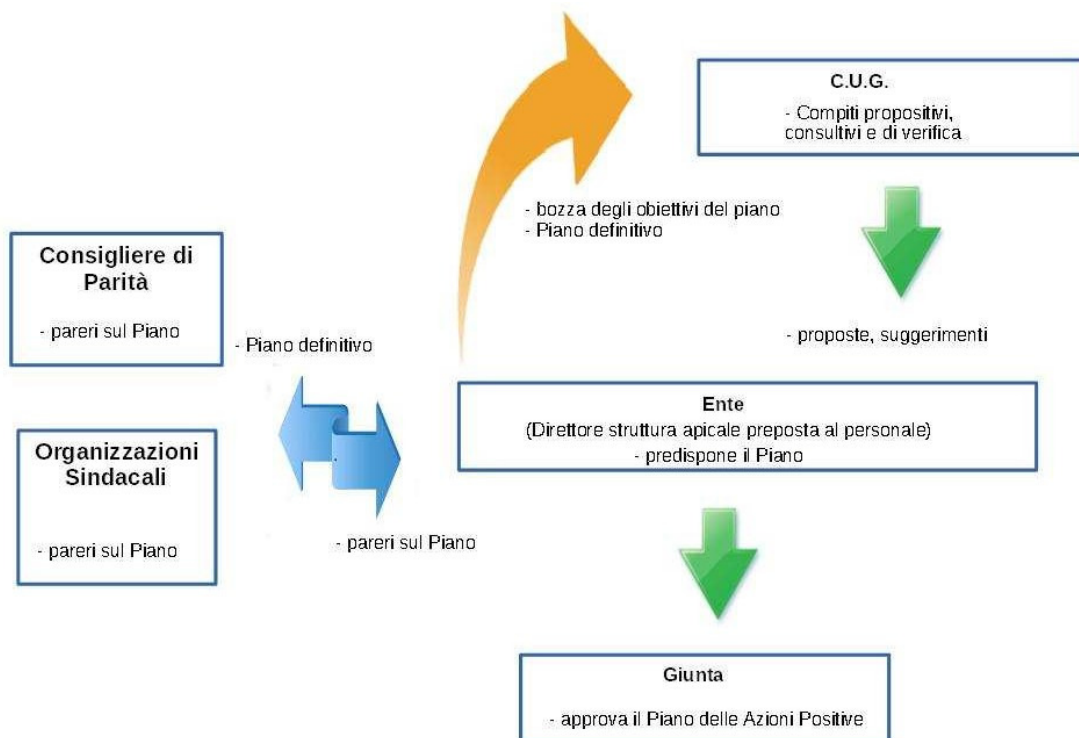 C.U.G.
- Compiti propositivi,
consultivi e di verifica
- bozza degli obiettivi del piano
- Piano definitivo
Consigliere di
Parità
- pareri sul Piano
- Piano definitivo
- proposte, suggerimenti
Ente
(Direttore struttura apicale preposta al personale)
- predispone il Piano
Organizzazioni
Sindacali
- pareri sul Piano
- pareri sul Piano
Giunta
- approva il Piano delle Azioni Positive